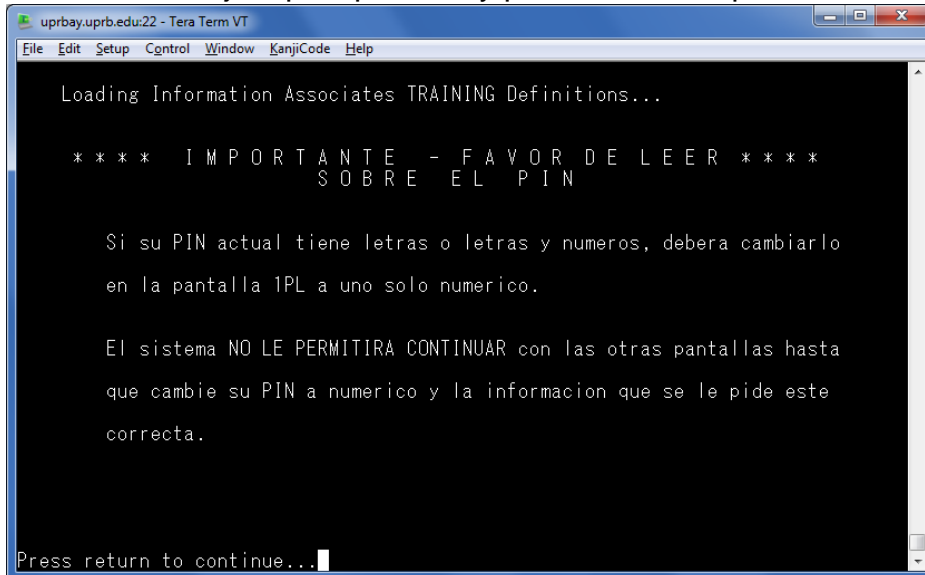 uprbay.uprb.edu:22 - Tera Term VT
File Edit Setup Control Window KanjiCode Help
Loading Information Associates TRAINING Definitions...
* * * * I M P O R T A N T E - F A V O R D E L E E R * * * *
S O B R E E L P I N
Si su PIN actual tiene letras o letras y numeros, debera cambiarlo
en la pantalla 1PL a uno solo numerico.
El sistema NO LE PERMITIRA CONTINUAR con las otras pantallas hasta
que cambie su PIN a numerico y la informacion que se le pide este
correcta.
Press return to continue...